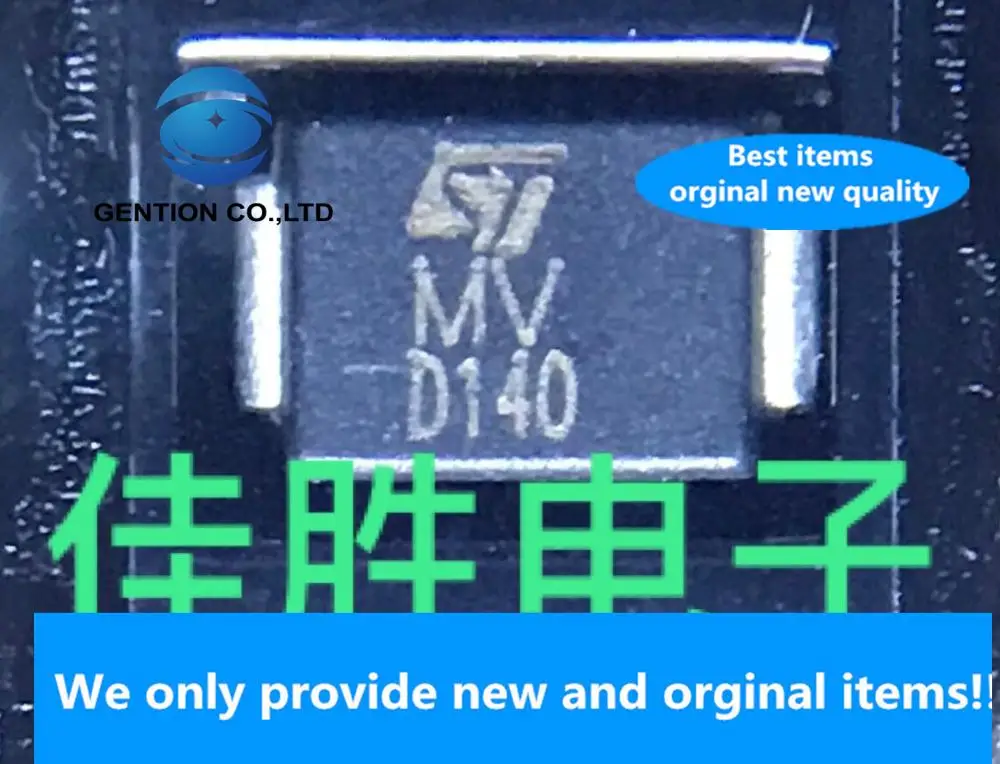 GENTION CO.,LTD
Best items
orginal new quality
ST
MV
D140
佳胜电子
We only provide new and orginal items!!